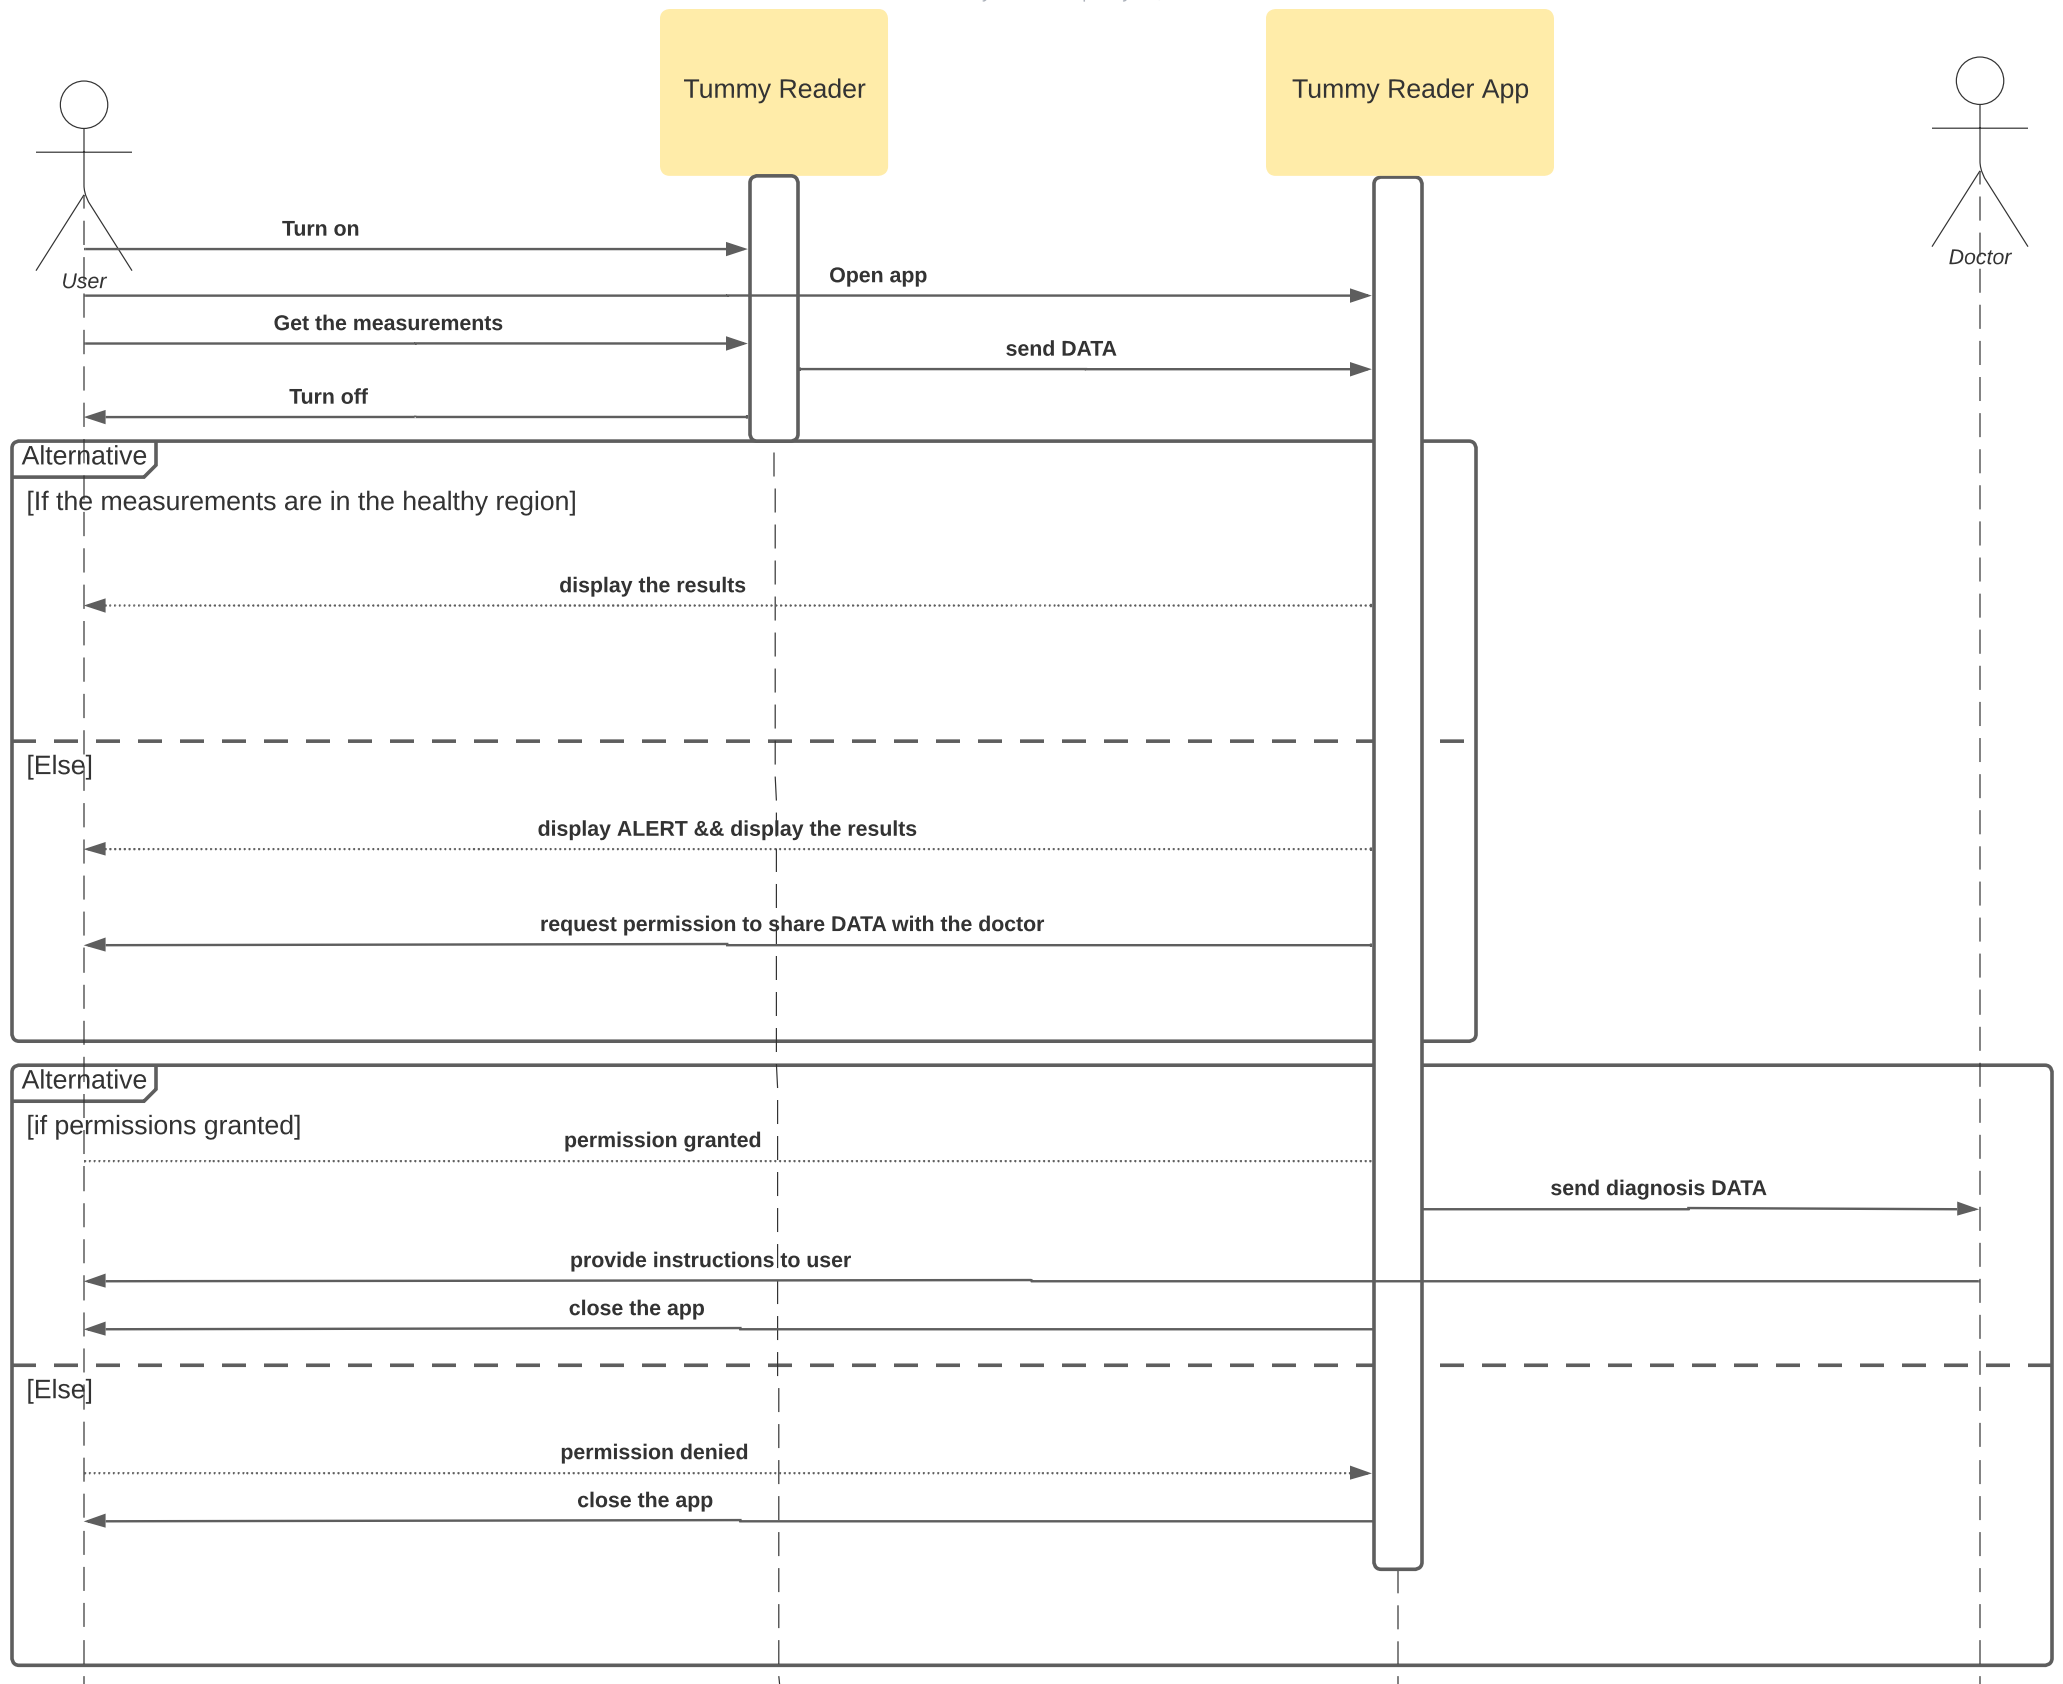 Tummy Reader
Tummy Reader App
User
Doctor
Turn on
Open app
Get the measurements
send DATA
Turn off
Alternative
[If the measurements are in the healthy region]
display the results
[Else]
display ALERT && display the results
request permission to share DATA with the doctor
Alternative
[if permissions granted]
permission granted
send diagnosis DATA
provide instructions to user
close the app
[Else]
permission denied
close the app